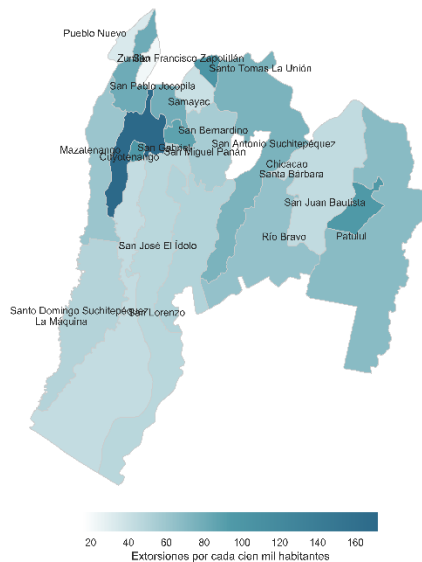 Pueblo Nuevo
Zunilito
San Francisco Zapotitlán
Santo Tomas La Unión
San Pablo Jocopila
Samayac
San Bernardino
San Antonio Suchitepéquez
Mazatenango
San Gabriel
San Miguel Panán
Cuyotenango
Chicacao
Santa Bárbara
San Juan Bautista
Río Bravo
Patulul
San José El Ídolo
Santo Domingo Suchitepéquez
San Lorenzo
La Máquina
20 40 60 80 100 120 140 160
Extorsiones por cada cien mil habitantes